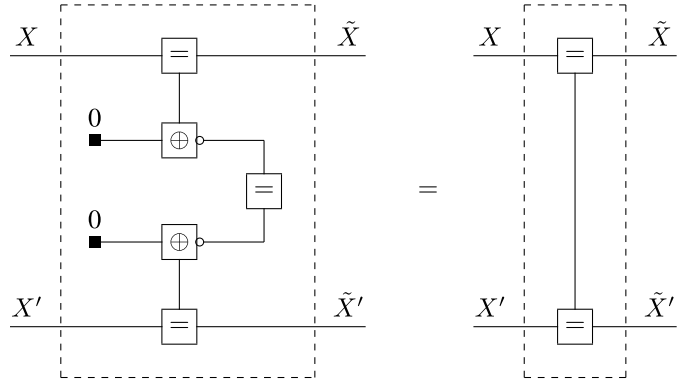 X = X̃ X = X̃
0
⊕
= =
0
⊕
X′ = X̃′ X′ = X̃′